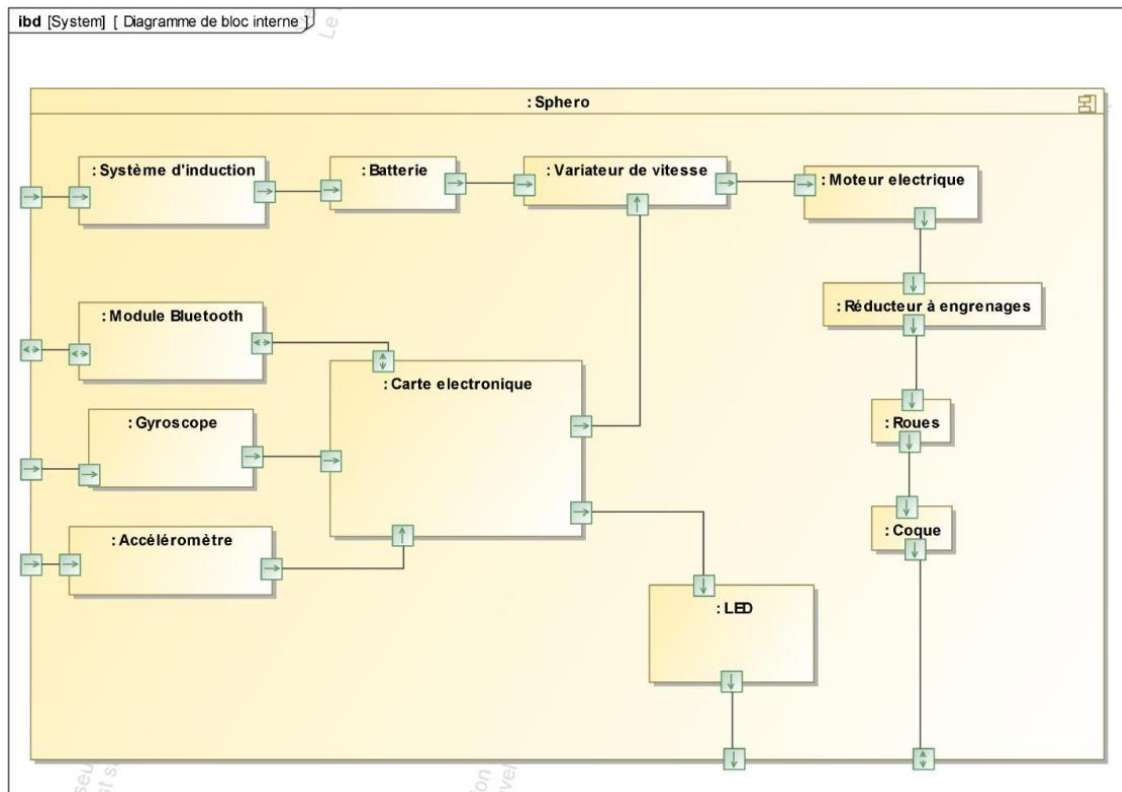 ibd [System] [ Diagramme de bloc interne ]
Le
: Sphero
: Système d'induction
: Batterie
: Variateur de vitesse
: Moteur electrique
: Module Bluetooth
: Réducteur à engrenages
: Carte electronique
: Gyroscope
: Roues
: Accéléromètre
: Coque
: LED